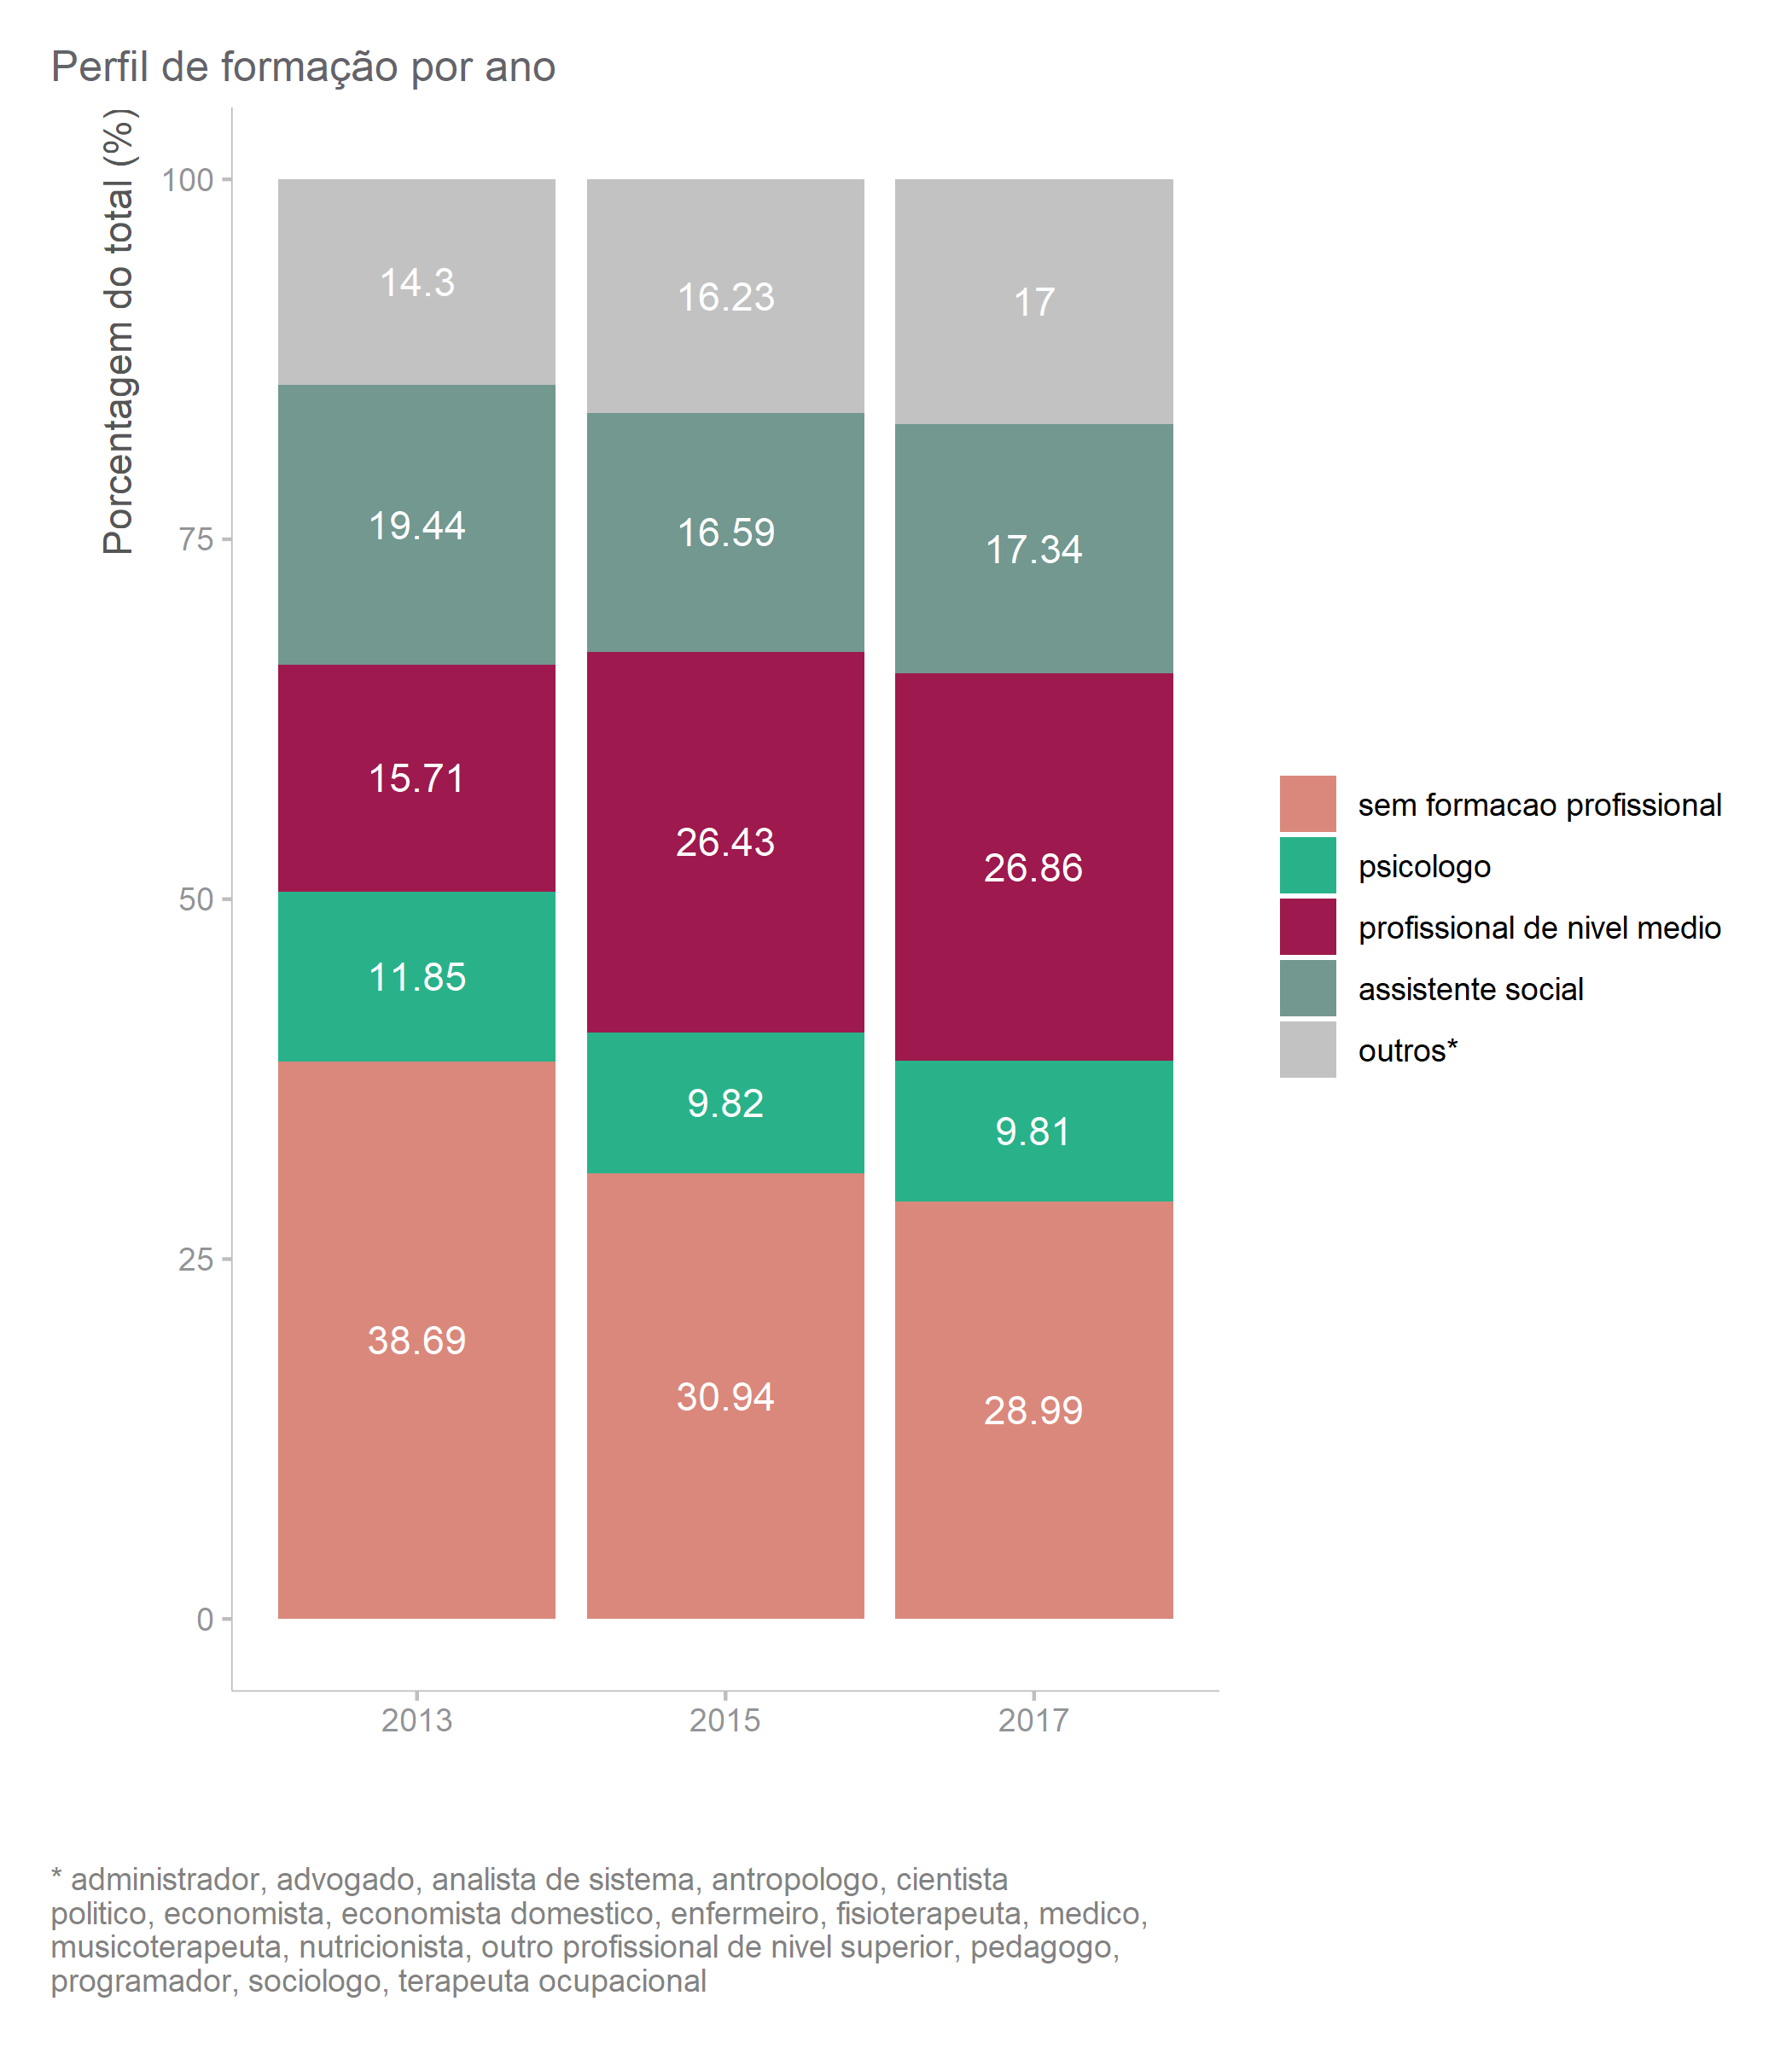 Perfil de formação por ano
Porcentagem do total (%)
100
75
50
25
0
14.3
16.23
17
19.44
16.59
17.34
15.71
26.43
26.86
11.85
9.82
9.81
38.69
30.94
28.99
2013
2015
2017
sem formacao profissional
psicologo
profissional de nivel medio
assistente social
outros*
* administrador, advogado, analista de sistema, antropologo, cientista
politico, economista, economista domestico, enfermeiro, fisioterapeuta, medico,
musicoterapeuta, nutricionista, outro profissional de nivel superior, pedagogo,
programador, sociologo, terapeuta ocupacional